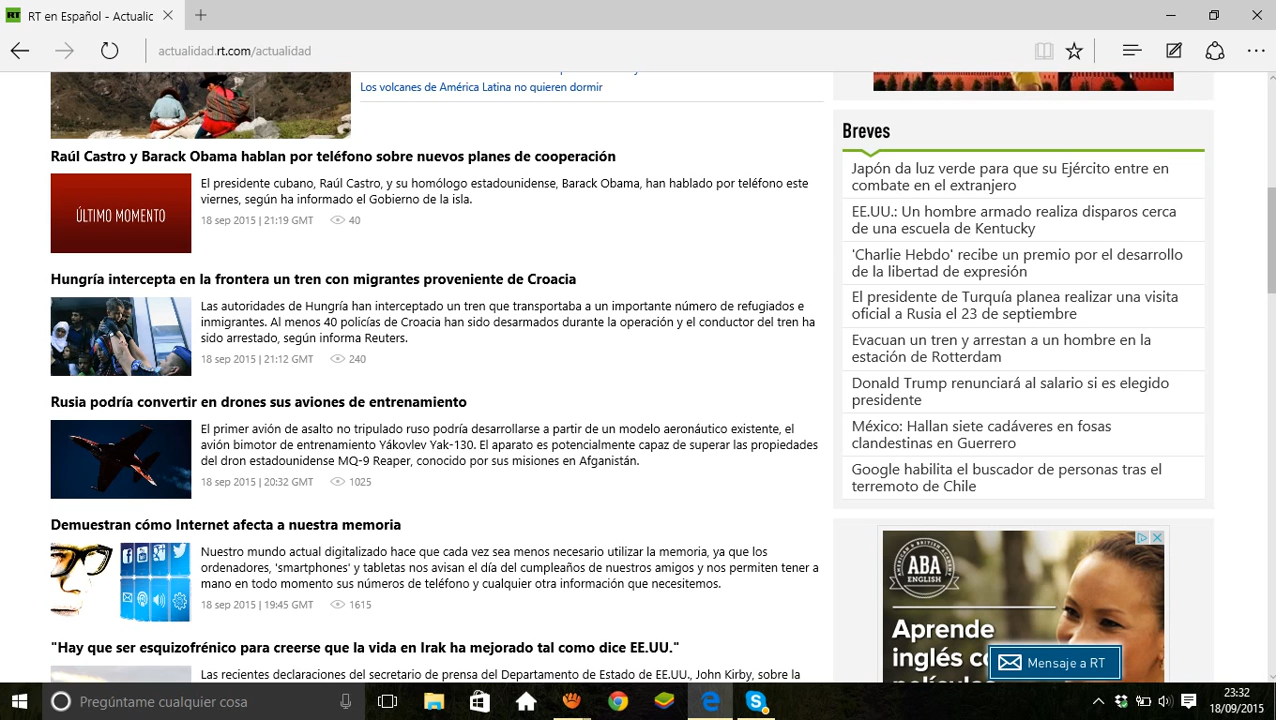 RT en Español - Actualic
actualidad.rt.com/actualidad
Los volcanes de América Latina no quieren dormir
Raúl Castro y Barack Obama hablan por teléfono sobre nuevos planes de cooperación
ÚLTIMO MOMENTO
El presidente cubano, Raúl Castro, y su homólogo estadounidense, Barack Obama, han hablado por teléfono este
viernes, según ha informado el Gobierno de la isla.
18 sep 2015 | 21:19 GMT 40
Hungría intercepta en la frontera un tren con migrantes proveniente de Croacia
Las autoridades de Hungría han interceptado un tren que transportaba a un importante número de refugiados e
inmigrantes. Al menos 40 policías de Croacia han sido desarmados durante la operación y el conductor del tren ha
sido arrestado, según informa Reuters.
18 sep 2015 | 21:12 GMT 240
Rusia podría convertir en drones sus aviones de entrenamiento
El primer avión de asalto no tripulado ruso podría desarrollarse a partir de un modelo aeronáutico existente, el
avión bimotor de entrenamiento Yákovlev Yak-130. El aparato es potencialmente capaz de superar las propiedades
del dron estadounidense MQ-9 Reaper, conocido por sus misiones en Afganistán.
18 sep 2015 | 20:32 GMT 1025
Demuestran cómo Internet afecta a nuestra memoria
Nuestro mundo actual digitalizado hace que cada vez sea menos necesario utilizar la memoria, ya que los
ordenadores, 'smartphones' y tabletas nos avisan el día del cumpleaños de nuestros amigos y nos permiten tener a
mano en todo momento sus números de teléfono y cualquier otra información que necesitemos.
18 sep 2015 | 19:45 GMT 1615
"Hay que ser esquizofrénico para creerse que la vida en Irak ha mejorado tal como dice EE.UU."
Las recientes declaraciones del secretario de prensa del Departamento de Estado de EE.UU., John Kirby, sobre la
Breves
Japón da luz verde para que su Ejército entre en
combate en el extranjero
EE.UU.: Un hombre armado realiza disparos cerca
de una escuela de Kentucky
'Charlie Hebdo' recibe un premio por el desarrollo
de la libertad de expresión
El presidente de Turquía planea realizar una visita
oficial a Rusia el 23 de septiembre
Evacuan un tren y arrestan a un hombre en la
estación de Rotterdam
Donald Trump renunciará al salario si es elegido
presidente
México: Hallan siete cadáveres en fosas
clandestinas en Guerrero
Google habilita el buscador de personas tras el
terremoto de Chile
AMERICAN & BRITISH ACADEMY
ABA
ENGLISH
Aprende
inglés co
películas
Mensaje a RT
Pregúntame cualquier cosa
23:32
18/09/2015